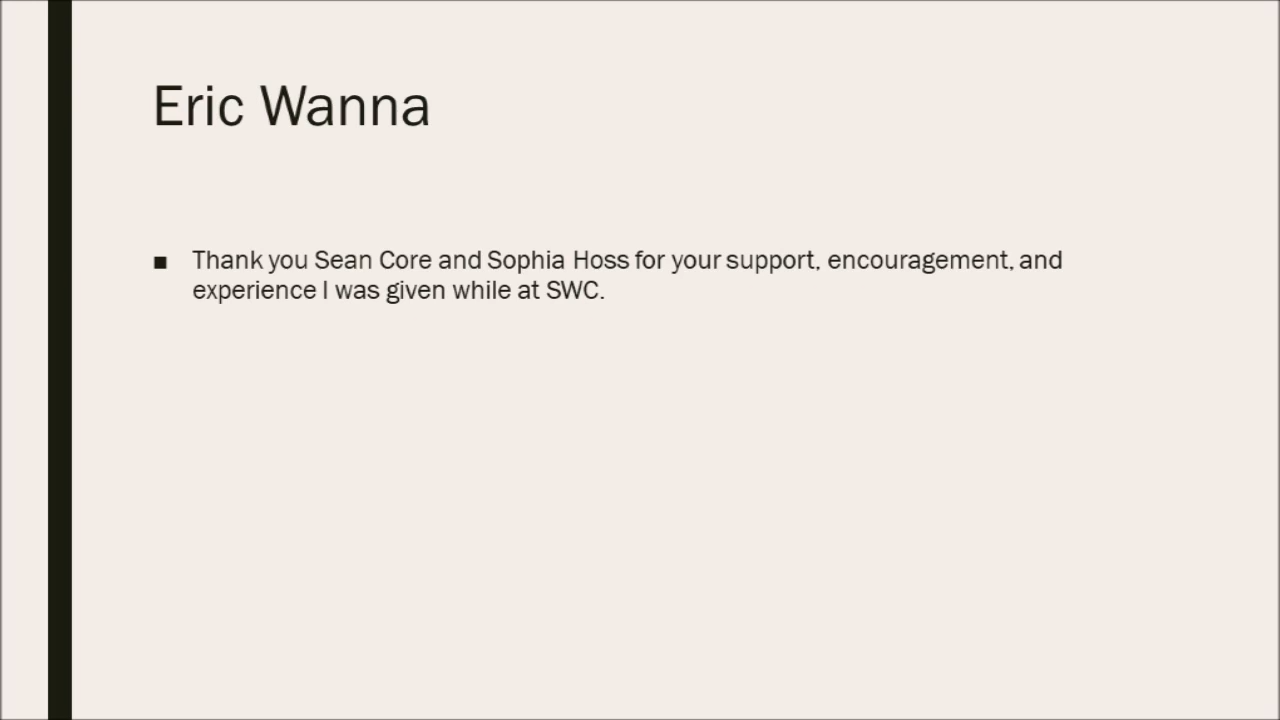 Eric Wanna
■ Thank you Sean Core and Sophia Hoss for your support, encouragement, and
experience I was given while at SWC.